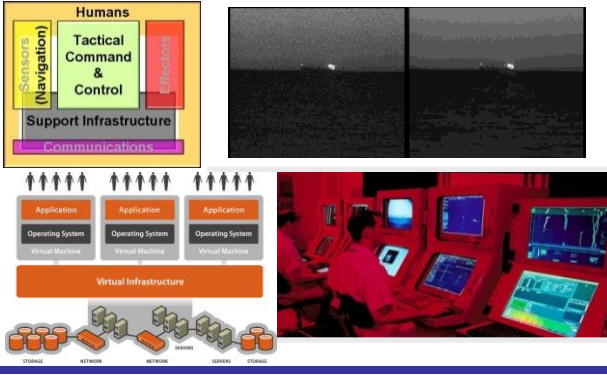 Humans
Sensors
(Navigation)
Tactical
Command
&
Control
Effectors
Support Infrastructure
Communications
Application
Application
Application
Operating System
Operating System
Operating System
Virtual Machine
Virtual Machine
Virtual Machine
Virtual Infrastructure
STORAGE
NETWORK
NETWORK
SERVERS
SERVERS
STORAGE